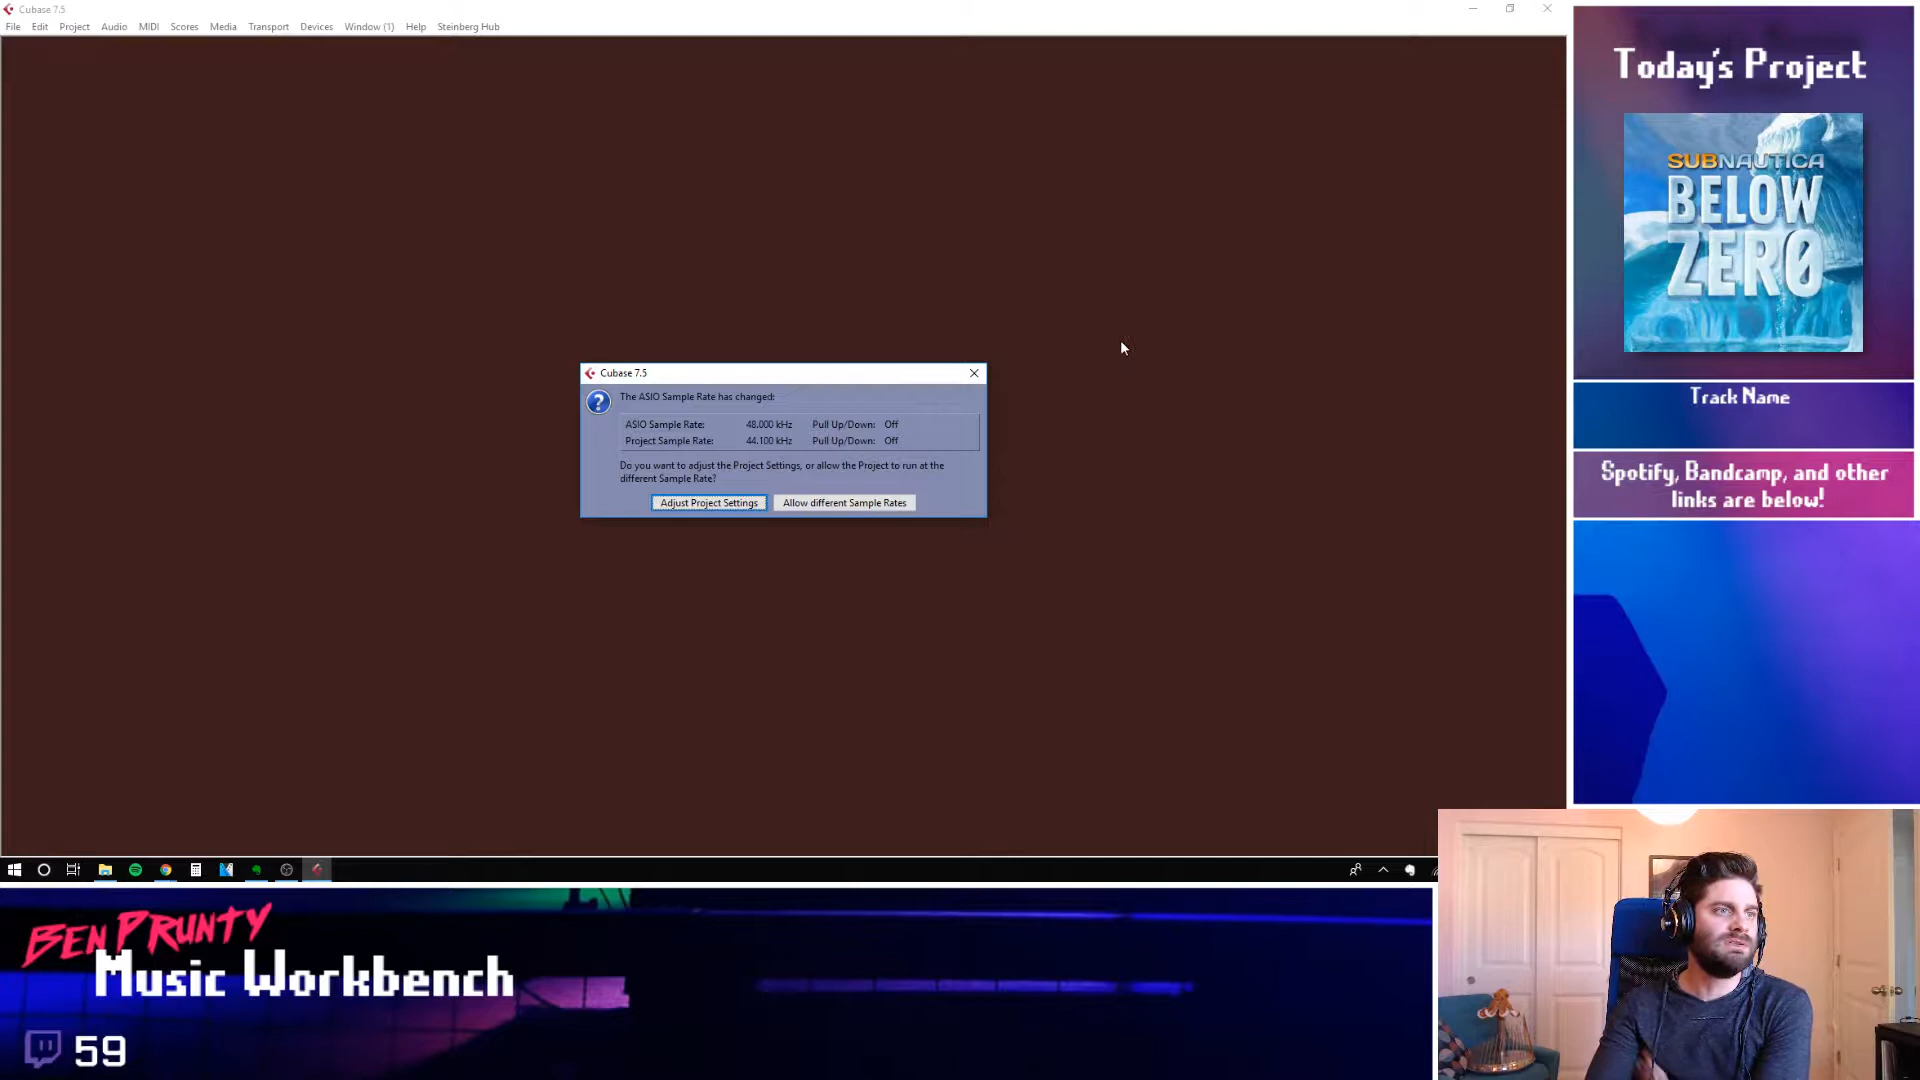 Cubase 7.5
File Edit Project Audio MIDI Scores Media Transport Devices Window (1) Help Steinberg Hub
Cubase 7.5
The ASIO Sample Rate has changed:
ASIO Sample Rate: 48.000 kHz Pull Up/Down: Off
Project Sample Rate: 44.100 kHz Pull Up/Down: Off
Do you want to adjust the Project Settings, or allow the Project to run at the
different Sample Rate?
Adjust Project Settings Allow different Sample Rates
Today's Project
SUBNAUTICA
BELOW
ZERO
Track Name
Spotify, Bandcamp, and other
links are below!
BEN PRUNTY
Music Workbench
59